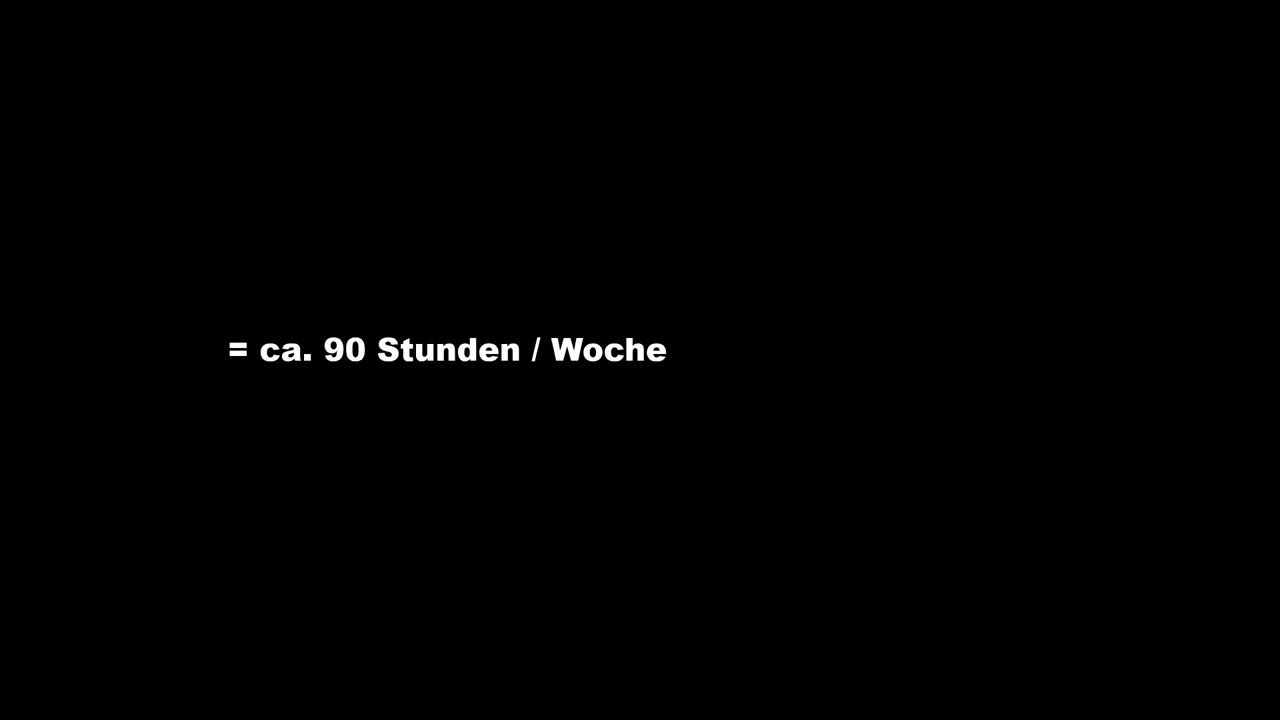 = ca. 90 Stunden / Woche